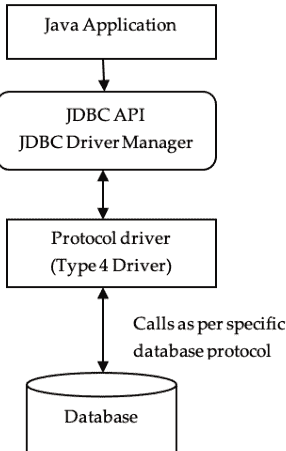 Java Application
JDBC API
JDBC Driver Manager
Protocol driver
(Type 4 Driver)
Calls as per specific
database protocol
Database